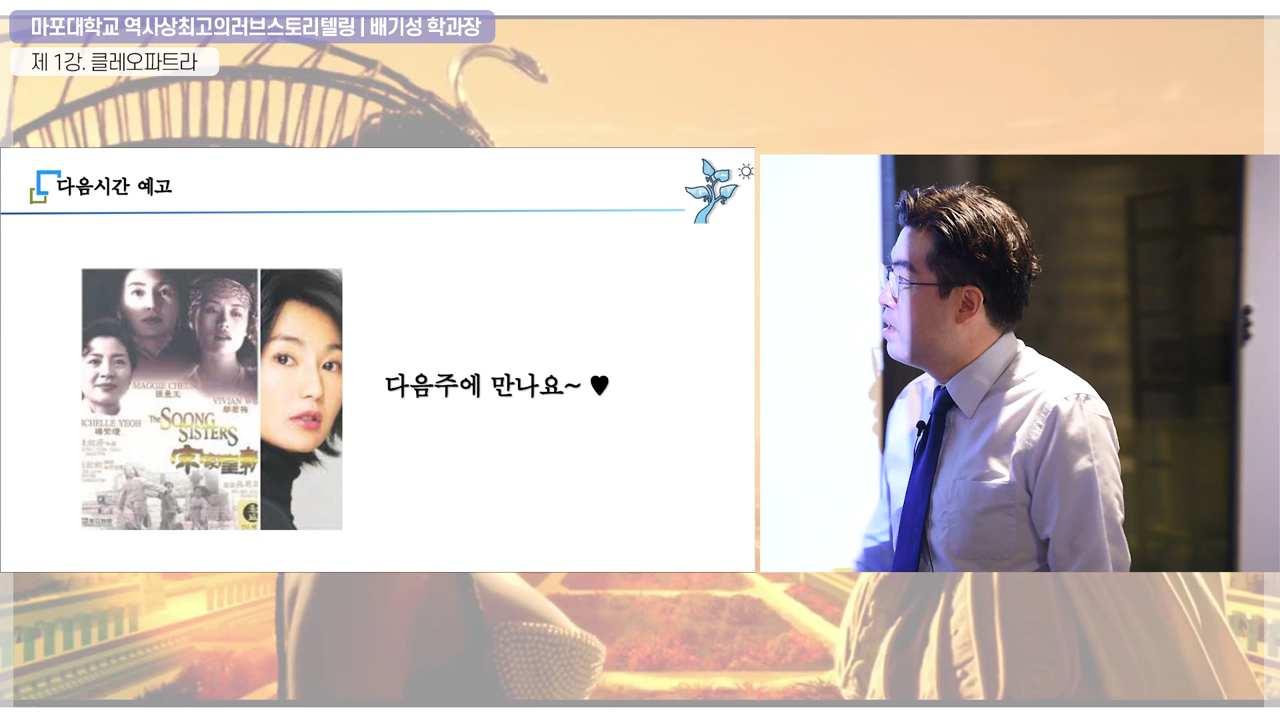 마포대학교 역사상최고의러브스토리텔링 | 배기성 학과장
제 1강. 클레오파트라
다음시간 예고
다음주에 만나요~ ♥
MAGGIE CHEUNG
張曼玉
VIVIAN W
鄔君梅
ICHELLE YEOH
楊紫瓊
The SOONG
SISTERS